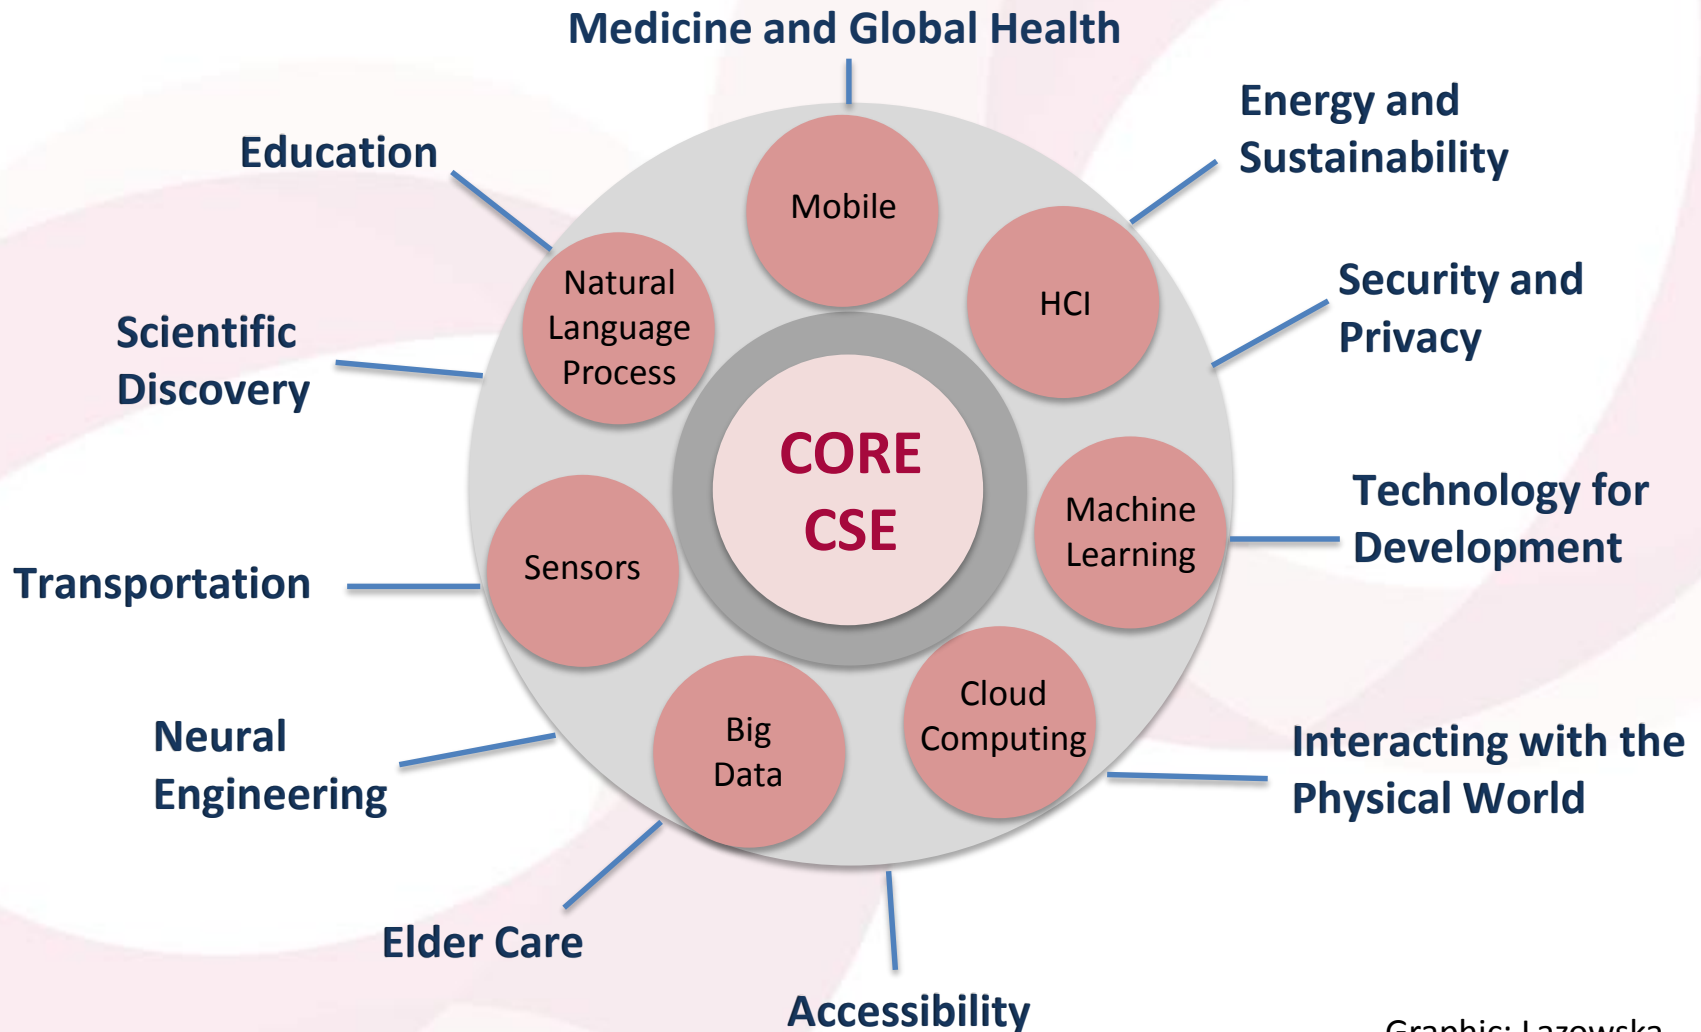 Medicine and Global Health
Energy and
Sustainability
Education
Mobile
Security and
Privacy
HCI
Natural
Language
Process
Scientific
Discovery
CORE
CSE
Technology for
Development
Machine
Learning
Sensors
Transportation
Cloud
Computing
Big
Data
Neural
Engineering
Interacting with the
Physical World
Elder Care
Accessibility
Graphic: Lazowska